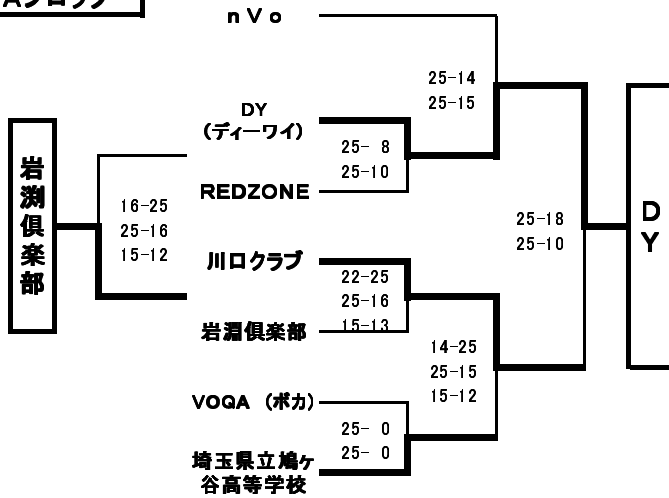 Aブロック
nVo
25-14
25-15
DY
(ディーワイ)
25- 8
25-10
REDZONE
岩渕倶楽部
16-25
25-16
15-12
25-18
25-10
DY
川口クラブ
22-25
25-16
15-13
岩淵倶楽部
14-25
25-15
15-12
VOQA (ボカ)
25- 0
25- 0
埼玉県立鳩ヶ
谷高等学校